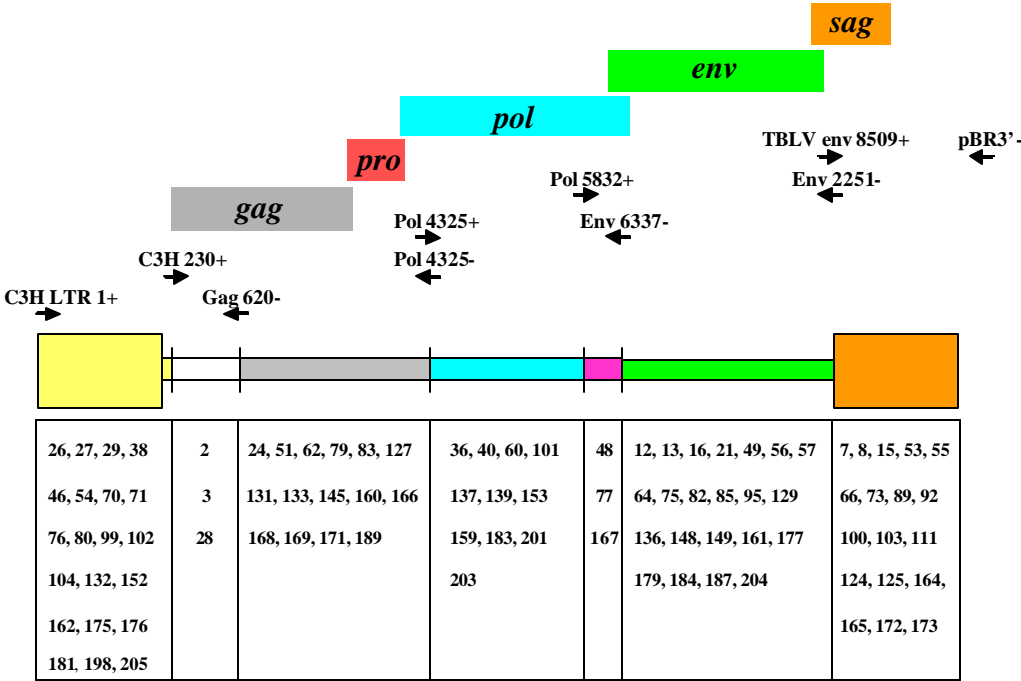 sag
env
pol
TBLV env 8509+ pBR3’-
pro
Pol 5832+ Env 2251-
gag
Pol 4325+ Env 6337-
C3H 230+ Pol 4325-
C3H LTR 1+ Gag 620-
26, 27, 29, 38 2 24, 51, 62, 79, 83, 127 36, 40, 60, 101 48 12, 13, 16, 21, 49, 56, 57 7, 8, 15, 53, 55
46, 54, 70, 71 3 131, 133, 145, 160, 166 137, 139, 153 77 64, 75, 82, 85, 95, 129 66, 73, 89, 92
76, 80, 99, 102 28 168, 169, 171, 189 159, 183, 201 167 136, 148, 149, 161, 177 100, 103, 111
104, 132, 152 203 179, 184, 187, 204 124, 125, 164,
162, 175, 176 165, 172, 173
181, 198, 205